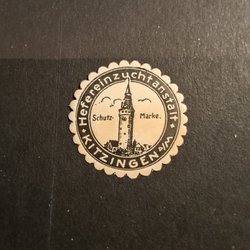 Hefereinzuchtanstalt
Schutz- Marke.
KITZINGEN a/M.